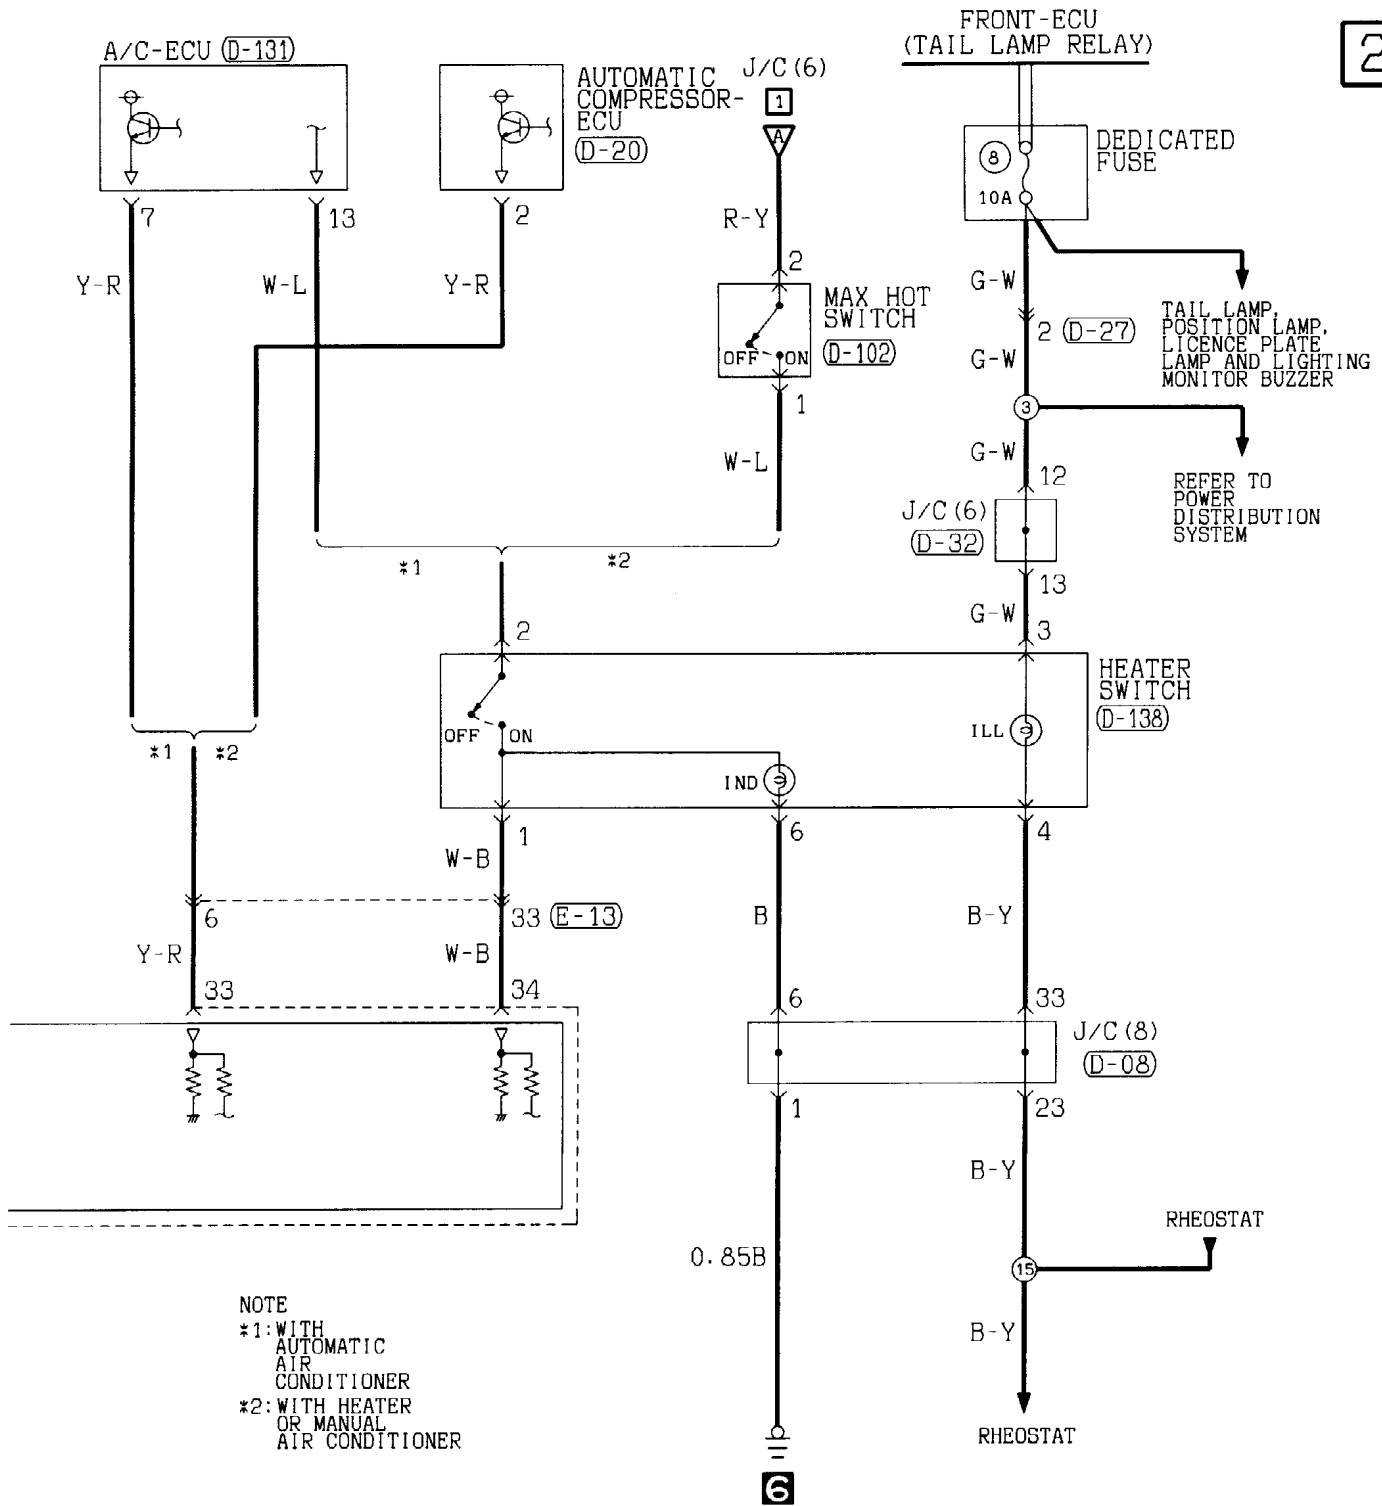 FRONT-ECU
(TAIL LAMP RELAY)
2
A/C-ECU (D-131)
AUTOMATIC
COMPRESSOR-
ECU
(D-20)
J/C(6)
1
A
8
10A
DEDICATED
FUSE
7
13
2
R-Y
Y-R
W-L
Y-R
2
G-W
MAX HOT
SWITCH
(D-102)
OFF
ON
2 (D-27)
TAIL LAMP,
POSITION LAMP,
LICENCE PLATE
LAMP AND LIGHTING
MONITOR BUZZER
G-W
1
3
W-L
G-W
12
REFER TO
POWER
DISTRIBUTION
SYSTEM
J/C(6)
(D-32)
*1
*2
13
G-W
2
3
HEATER
SWITCH
(D-138)
OFF
ON
ILL
*1
*2
IND
1
6
4
W-B
6
33 (E-13)
B
B-Y
Y-R
W-B
33
34
6
33
J/C(8)
(D-08)
1
23
B-Y
RHEOSTAT
0.85B
15
B-Y
RHEOSTAT
NOTE
*1:WITH
AUTOMATIC
AIR
CONDITIONER
*2:WITH HEATER
OR MANUAL
AIR CONDITIONER
6